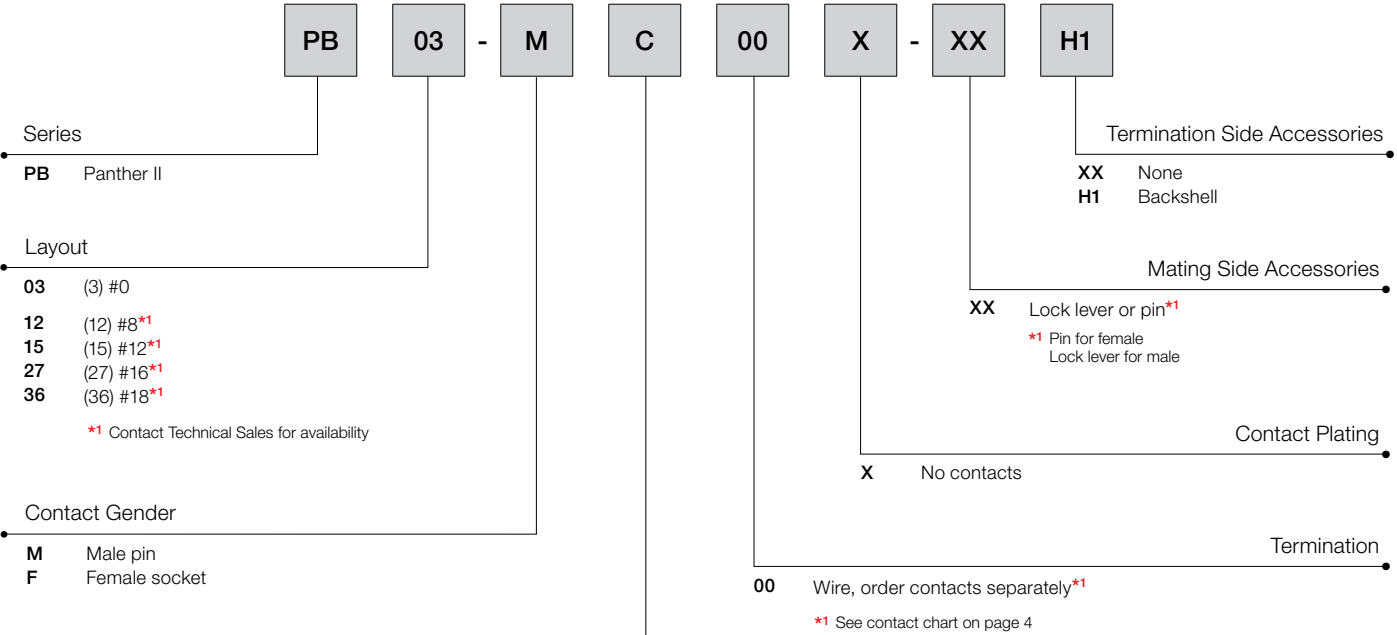 PB 03 - M C 00 X - XX H1
Series
PB Panther II
Layout
03 (3) #0
12 (12) #8*1
15 (15) #12*1
27 (27) #16*1
36 (36) #18*1
*1 Contact Technical Sales for availability
Contact Gender
M Male pin
F Female socket
Termination Side Accessories
XX None
H1 Backshell
Mating Side Accessories
XX Lock lever or pin*1
*1 Pin for female
Lock lever for male
Contact Plating
X No contacts
Termination
00 Wire, order contacts separately*1
*1 See contact chart on page 4